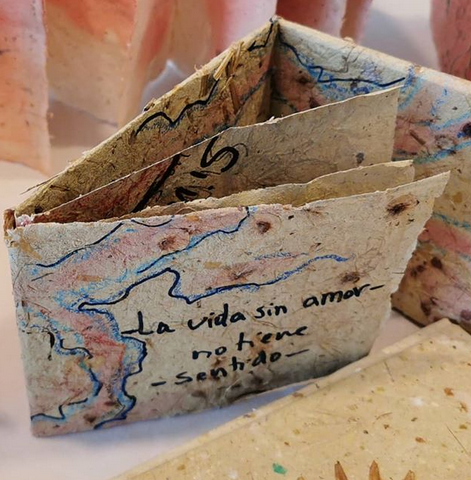 -La vida sin amor-
no tiene
-Sentido-